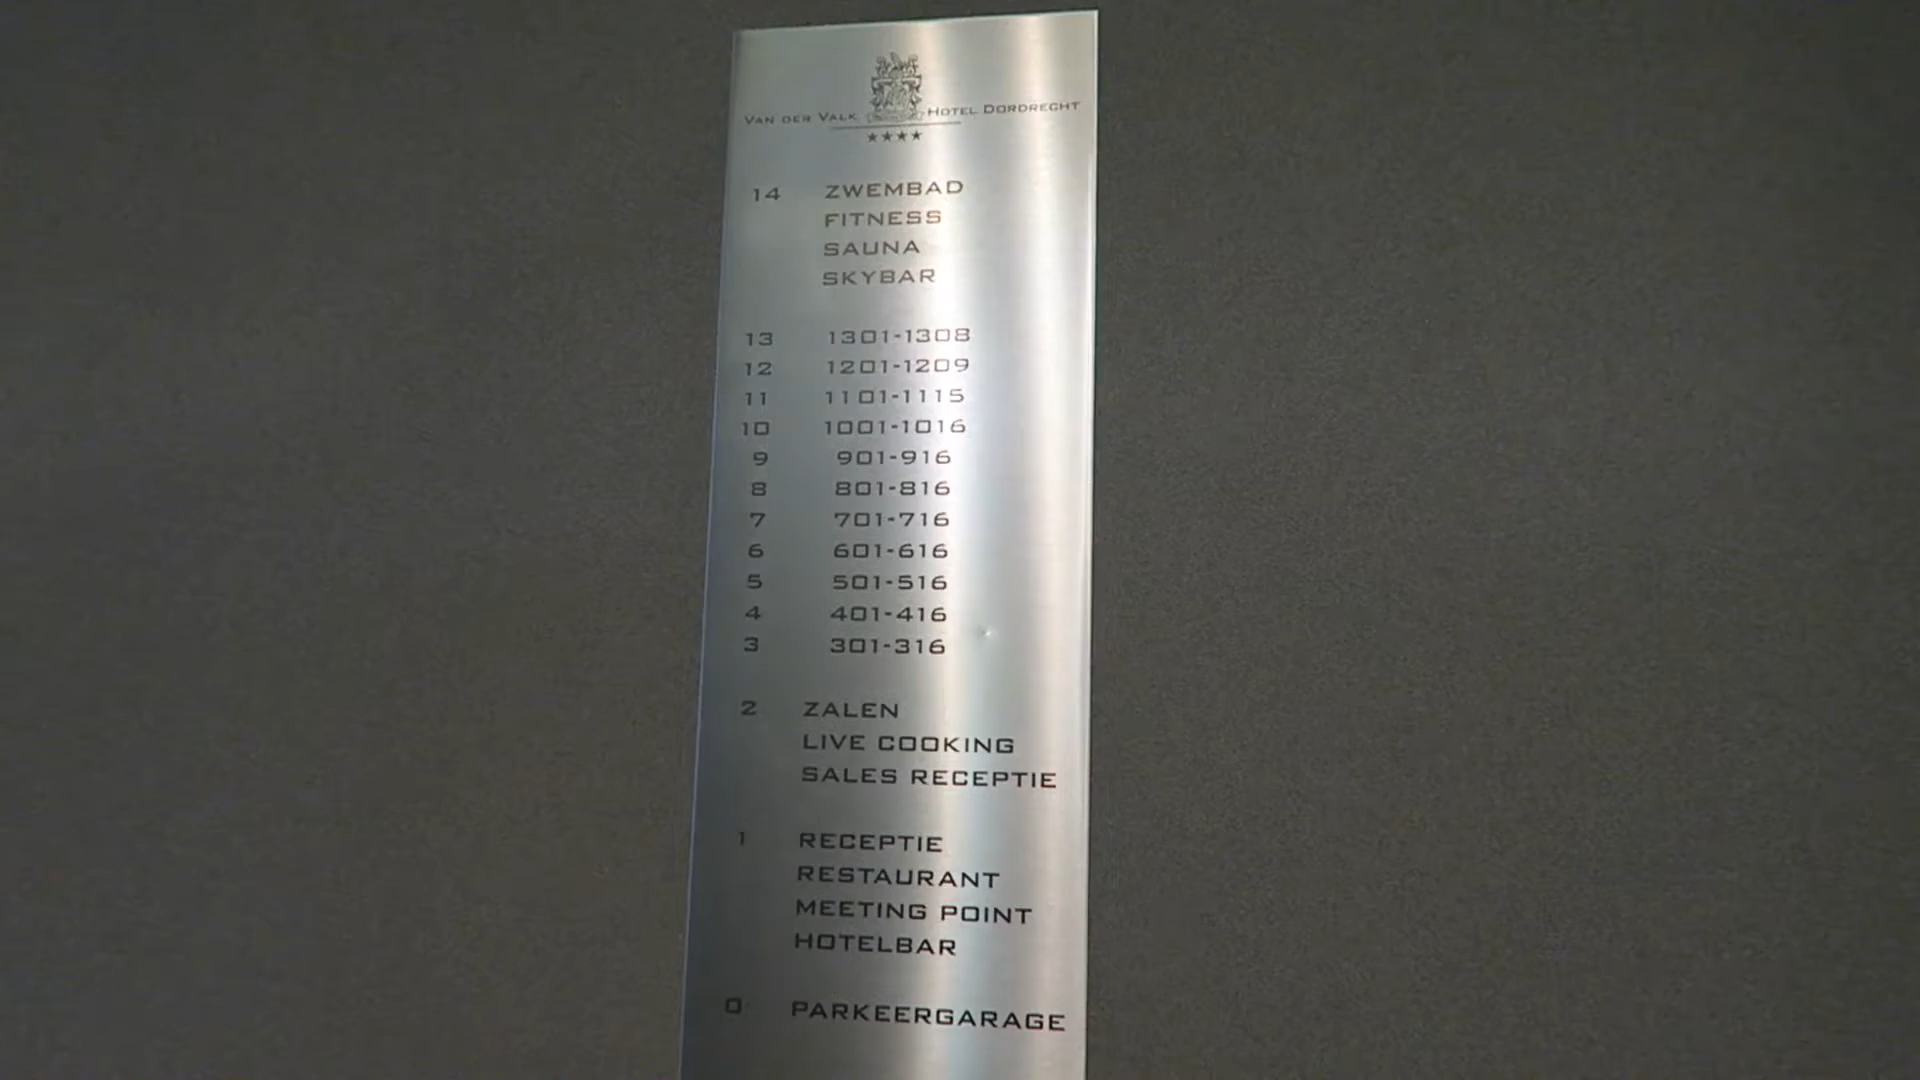 VAN DER VALK HOTEL DORDRECHT
★★★★
14 ZWEMBAD
FITNESS
SAUNA
SKYBAR
13 1301-1308
12 1201-1209
11 1101-1115
10 1001-1016
9 901-916
8 801-816
7 701-716
6 601-616
5 501-516
4 401-416
3 301-316
2 ZALEN
LIVE COOKING
SALES RECEPTIE
1 RECEPTIE
RESTAURANT
MEETING POINT
HOTELBAR
0 PARKEERGARAGE